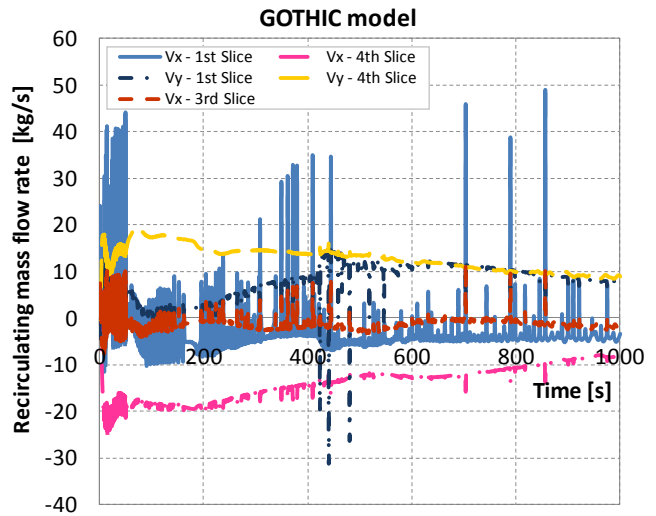 GOTHIC model
Vx - 1st Slice
Vx - 4th Slice
Vy - 1st Slice
Vy - 4th Slice
Vx - 3rd Slice
Recirculating mass flow rate [kg/s]
60
50
40
30
20
10
0
-10
-20
-30
-40
0
200
400
600
800
1000
Time [s]